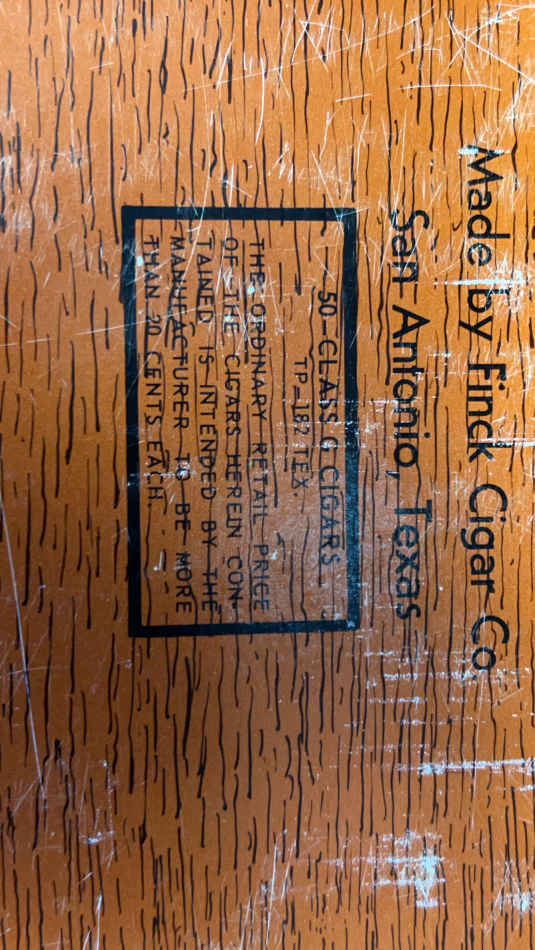 Made by Finck Cigar Co
San Antonio, Texas
50-CLASS G CIGARS
TP-182 TEX.
THE ORDINARY RETAIL PRICE
OF THE CIGARS HEREIN CON-
TAINED IS INTENDED BY THE
MANUFACTURER TO BE MORE
THAN 20 CENTS EACH.